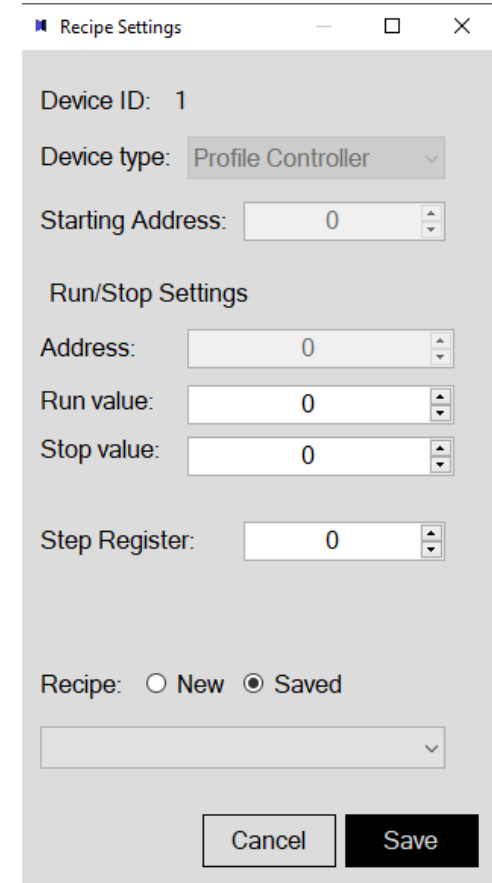 Recipe Settings
Device ID: 1
Device type: Profile Controller
Starting Address: 0
Run/Stop Settings
Address: 0
Run value: 0
Stop value: 0
Step Register: 0
Recipe: New Saved
Cancel Save